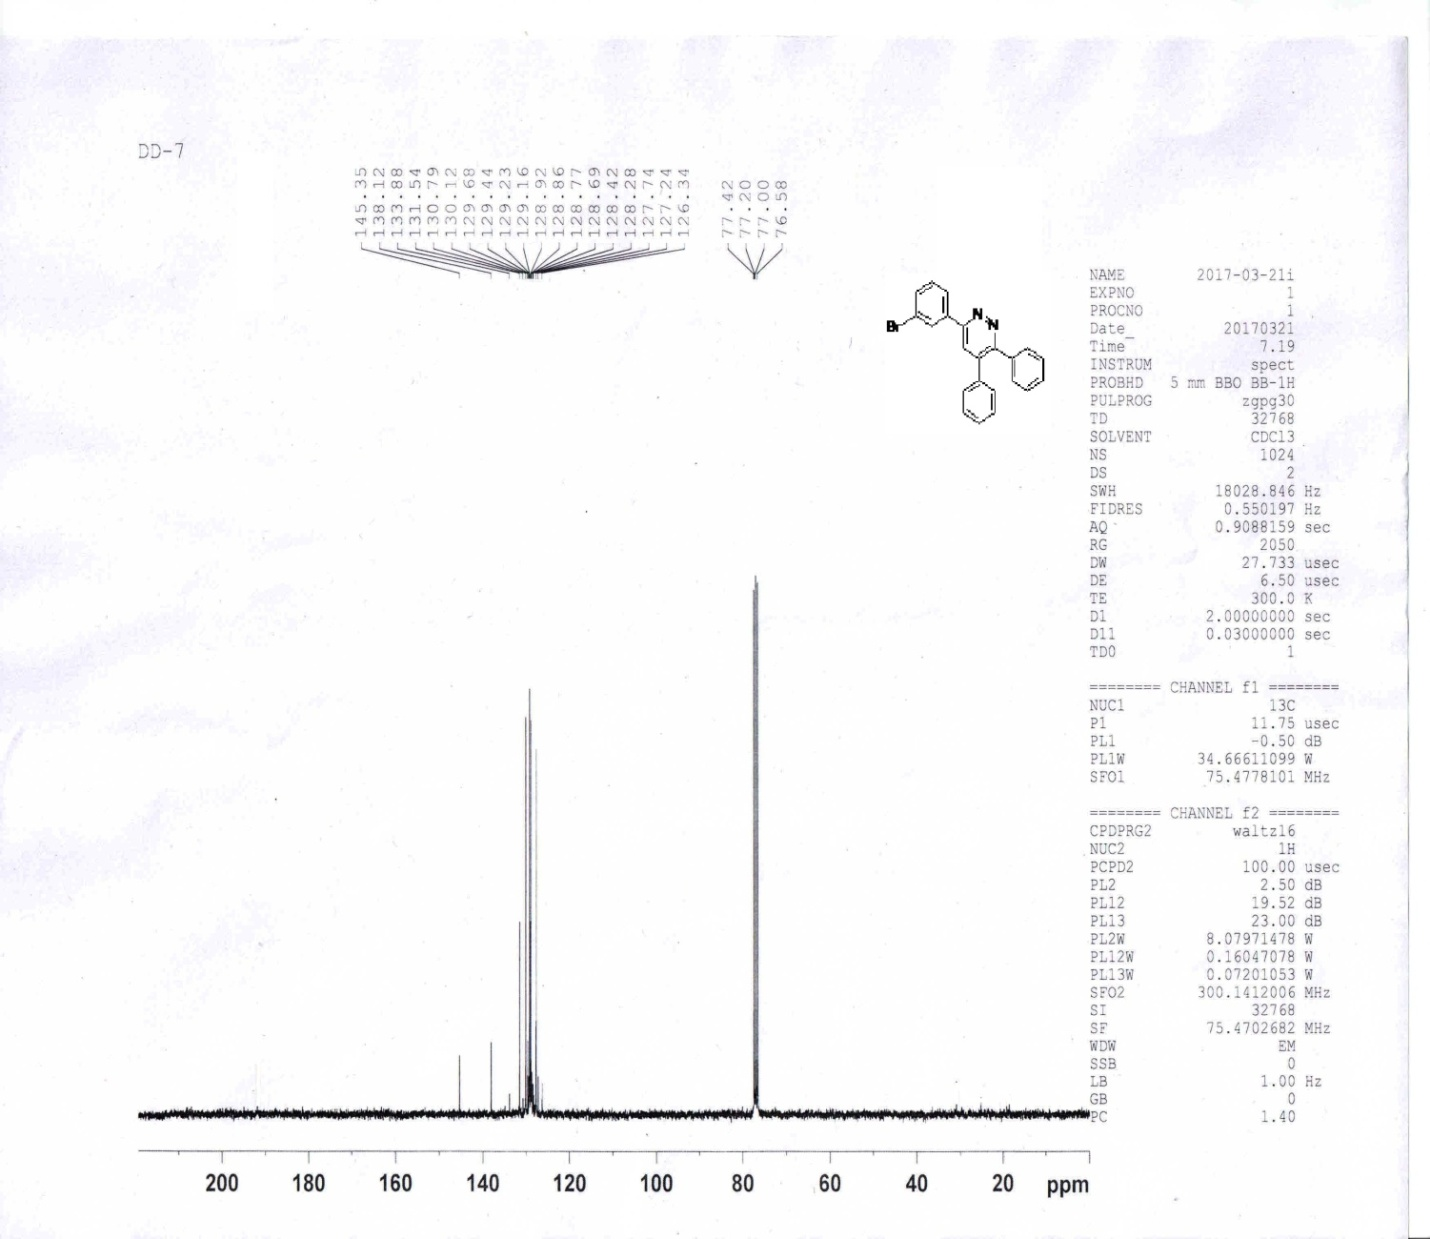 DD-7
145.35
138.12
133.88
131.54
130.79
130.12
129.68
129.44
129.23
129.16
128.92
128.86
128.77
128.69
128.42
128.28
127.74
127.24
126.34
77.42
77.20
77.00
76.58
Br
N
N
NAME 2017-03-21i
EXPNO 1
PROCNO 1
Date_ 20170321
Time 7.19
INSTRUM spect
PROBHD 5 mm BBO BB-1H
PULPROG zgpg30
TD 32768
SOLVENT CDCl3
NS 1024
DS 2
SWH 18028.846 Hz
FIDRES 0.550197 Hz
AQ 0.9088159 sec
RG 2050
DW 27.733 usec
DE 6.50 usec
TE 300.0 K
D1 2.00000000 sec
D11 0.03000000 sec
TD0 1
======== CHANNEL f1 ========
NUC1 13C
P1 11.75 usec
PL1 -0.50 dB
PL1W 34.66611099 W
SFO1 75.4778101 MHz
======== CHANNEL f2 ========
CPDPRG2 waltz16
NUC2 1H
PCPD2 100.00 usec
PL2 2.50 dB
PL12 19.52 dB
PL13 23.00 dB
PL2W 8.07971478 W
PL12W 0.16047078 W
PL13W 0.07201053 W
SFO2 300.1412006 MHz
SI 32768
SF 75.4702682 MHz
WDW EM
SSB 0
LB 1.00 Hz
GB 0
PC 1.40
200 180 160 140 120 100 80 60 40 20 ppm